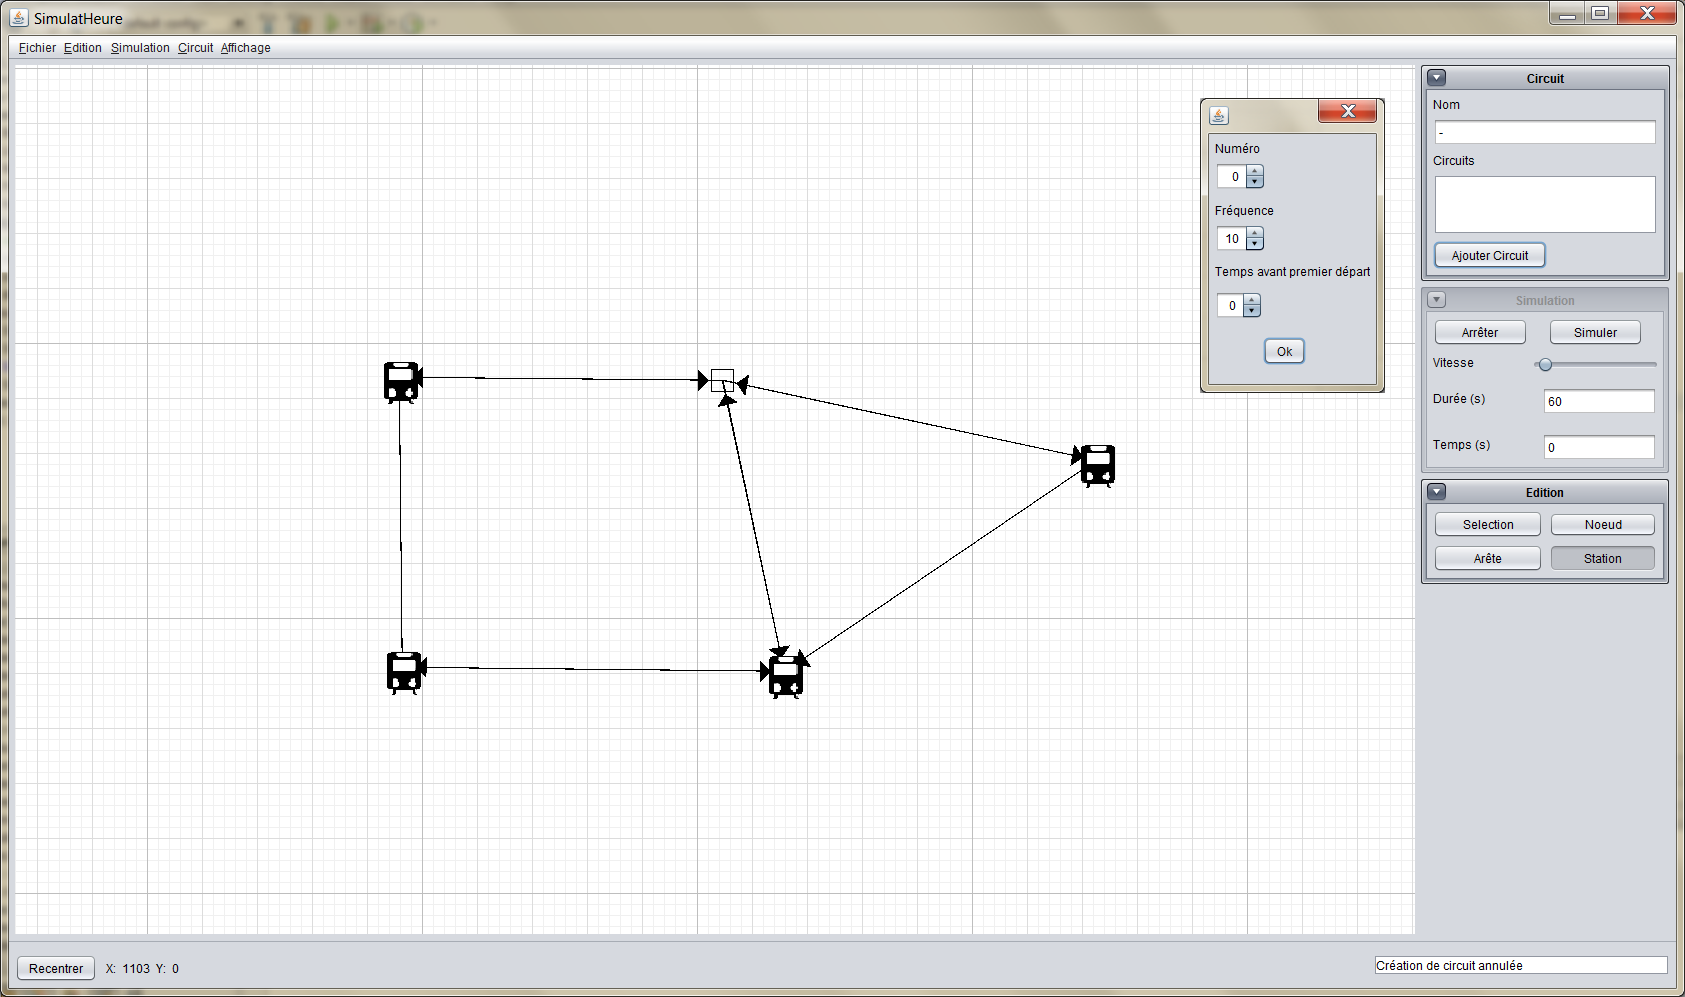 SimulatHeure
Fichier Edition Simulation Circuit Affichage
Numéro
0
Fréquence
10
Temps avant premier départ
0
Ok
Circuit
Nom
-
Circuits
Ajouter Circuit
Simulation
Arrêter Simuler
Vitesse
Durée (s) 60
Temps (s) 0
Edition
Selection Noeud
Arête Station
Recentrer X: 1103 Y: 0
Création de circuit annulée